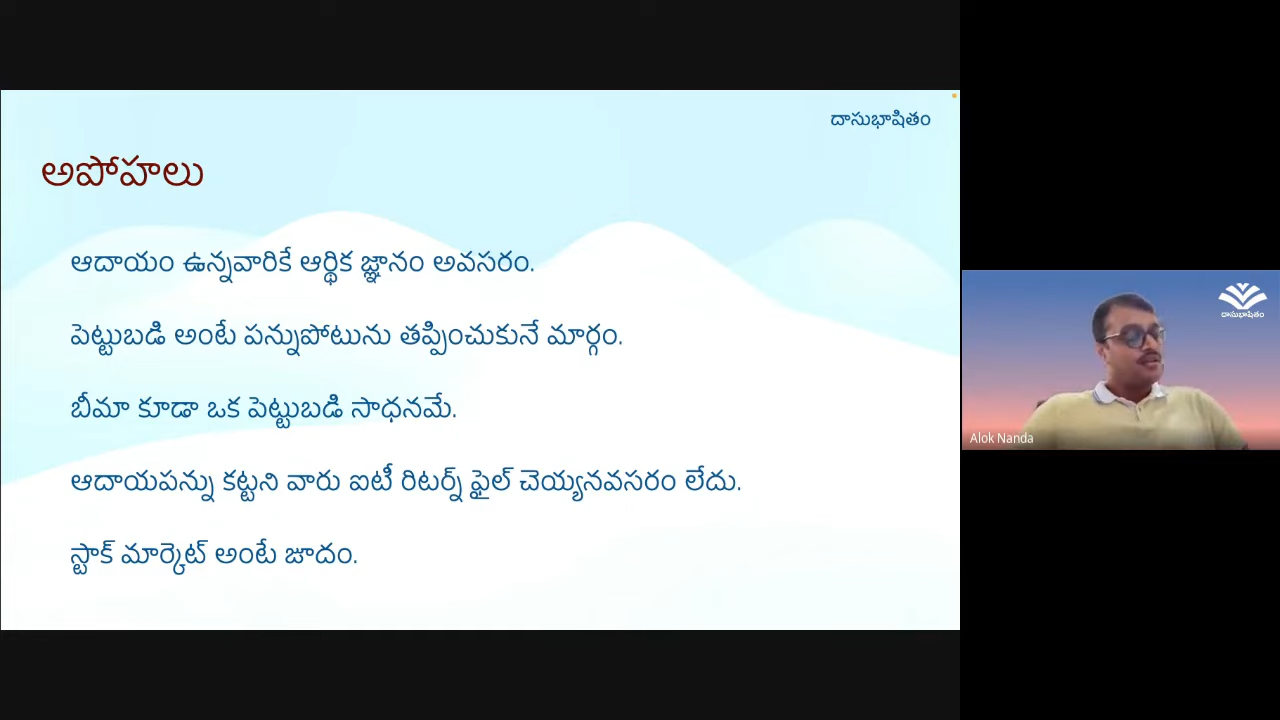 దాసుభాషితం
అపోహలు
ఆదాయం ఉన్నవారికే ఆర్థిక జ్ఞానం అవసరం.
పెట్టుబడి అంటే పన్నుపోటును తప్పించుకునే మార్గం.
బీమా కూడా ఒక పెట్టుబడి సాధనమే.
ఆదాయపన్ను కట్టని వారు ఐటీ రిటర్న్ ఫైల్ చెయ్యనవసరం లేదు.
స్టాక్ మార్కెట్ అంటే జూదం.
దాసుభాషితం
Alok Nanda